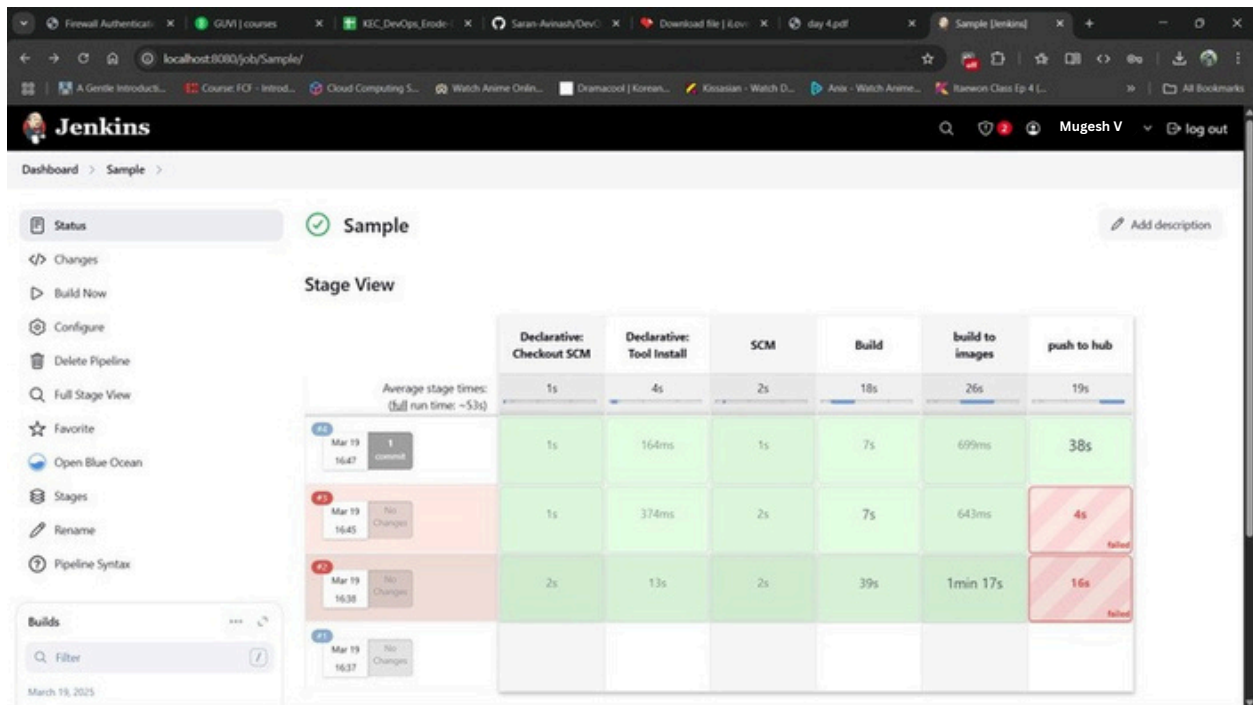 Firewall Authenticati
GUVI | courses
KEC_DevOps_Erode-
Saran-Avinash/DevO
Download file | iLov
day 4.pdf
Sample [Jenkins]
localhost:8080/job/Sample/
A Gentle Introducti...
Course: FCF - Introd...
Cloud Computing S...
Watch Anime Onlin...
Dramacool | Korean...
Kissasian - Watch D...
Anix - Watch Anime...
Itaewon Class Ep 4 (...
All Bookmarks
Jenkins
2
Mugesh V
log out
Dashboard > Sample >
Status
Changes
Build Now
Configure
Delete Pipeline
Full Stage View
Favorite
Open Blue Ocean
Stages
Rename
Pipeline Syntax
Builds
Filter
/
March 19, 2025
Sample
Add description
Stage View
Declarative: Checkout SCM
Declarative: Tool Install
SCM
Build
build to images
push to hub
Average stage times:
(full run time: ~53s)
1s 4s 2s 18s 26s 19s
#4
Mar 19
16:47
1 commit
1s 164ms 1s 7s 699ms 38s
#3
Mar 19
16:45
No Changes
1s 374ms 2s 7s 643ms 4s
failed
#2
Mar 19
16:38
No Changes
2s 13s 2s 39s 1min 17s 16s
failed
#1
Mar 19
16:37
No Changes